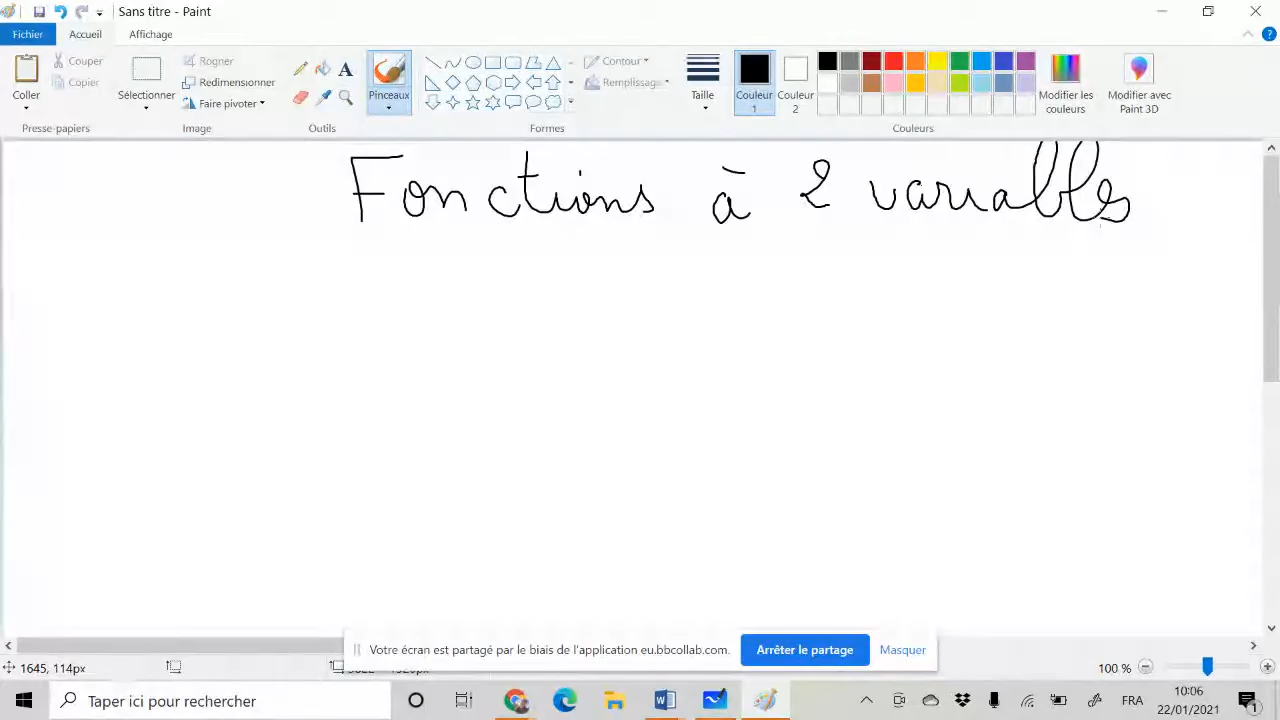 Sans titre - Paint
Fichier Accueil Affichage
Coller
Couper
Copier
Presse-papiers
Sélectionner
Rogner
Redimensionner
Faire pivoter
Image
A
Outils
Pinceaux
Contour
Remplissage
Formes
Taille
Couleur 1
Couleur 2
Modifier les couleurs
Modifier avec Paint 3D
Couleurs
Fonctions à 2 variables
Votre écran est partagé par le biais de l'application eu.bbcollab.com. Arrêter le partage Masquer
1645, 114px 100 %
Taper ici pour rechercher
FRA
10:06
22/01/2021